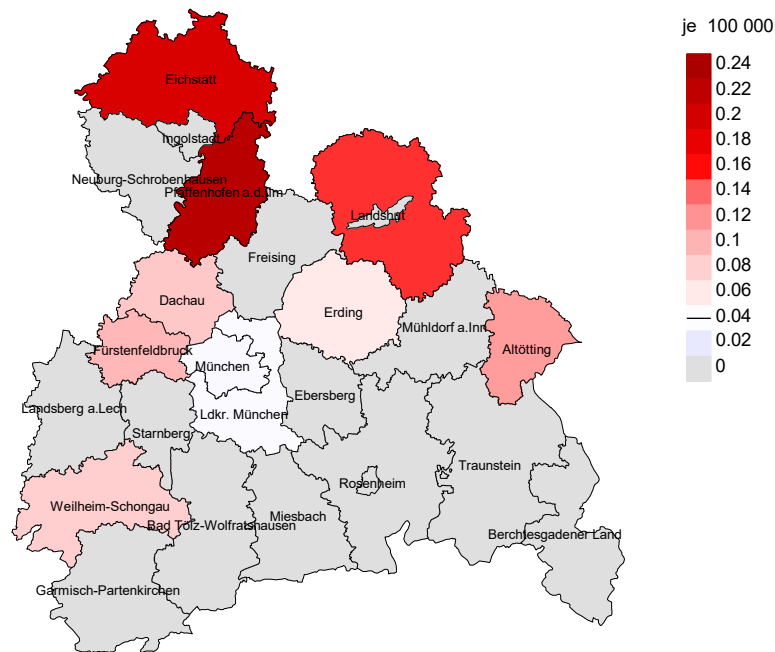 je 100 000
0.24
0.22
0.2
0.18
0.16
0.14
0.12
0.1
0.08
0.06
0.04
0.02
0
Eichstätt
Ingolstadt
Neuburg-Schrobenhausen
Pfaffenhofen a.d.Ilm
Landshut
Freising
Dachau
Erding
Mühldorf a.Inn
Altötting
Fürstenfeldbruck
München
Ebersberg
Landsberg a.Lech
Ldkr. München
Starnberg
Traunstein
Rosenheim
Weilheim-Schongau
Miesbach
Bad Tölz-Wolfratshausen
Berchtesgadener Land
Garmisch-Partenkirchen